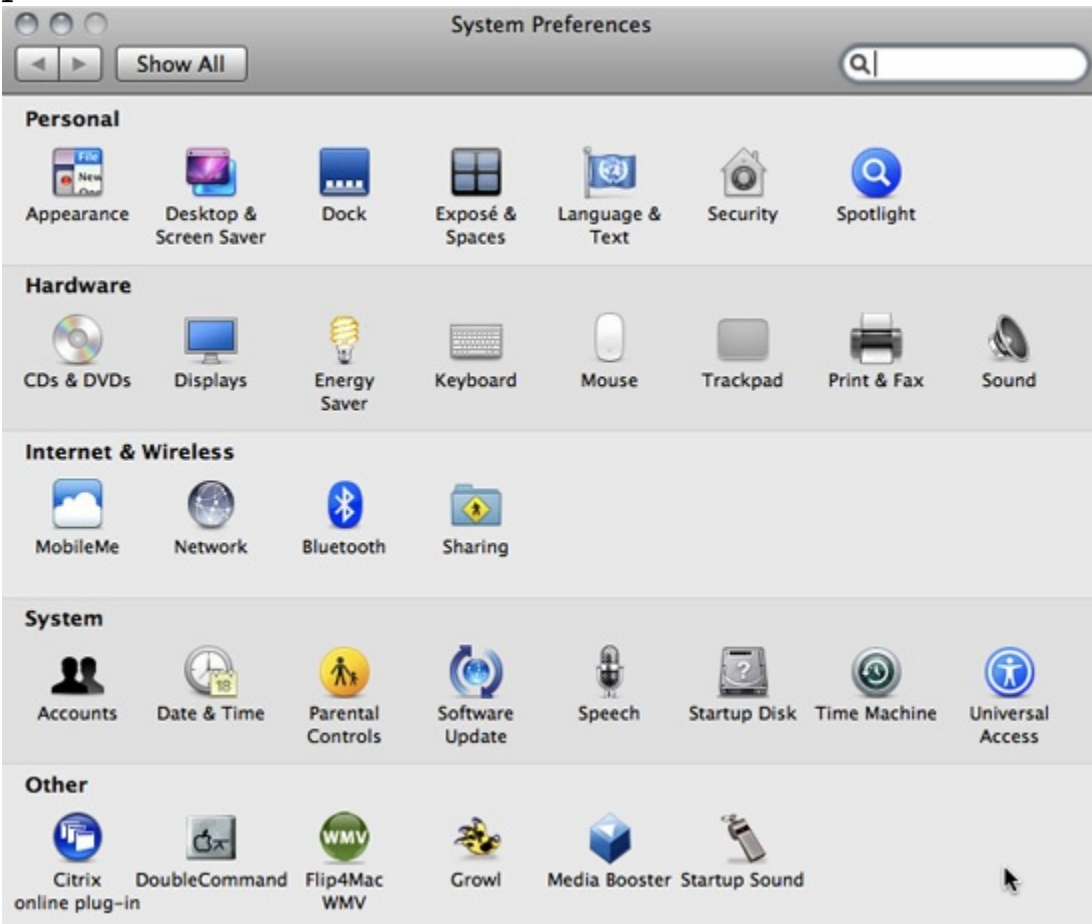 System Preferences
Show All
Personal
Appearance
Desktop &
Screen Saver
Dock
Exposé &
Spaces
Language &
Text
Security
Spotlight
Hardware
CDs & DVDs
Displays
Energy
Saver
Keyboard
Mouse
Trackpad
Print & Fax
Sound
Internet & Wireless
MobileMe
Network
Bluetooth
Sharing
System
Accounts
18
Date & Time
Parental
Controls
Software
Update
Speech
?
Startup Disk
Time Machine
Universal
Access
Other
Citrix
online plug-in
DoubleCommand
WMV
Flip4Mac
WMV
Growl
Media Booster
Startup Sound